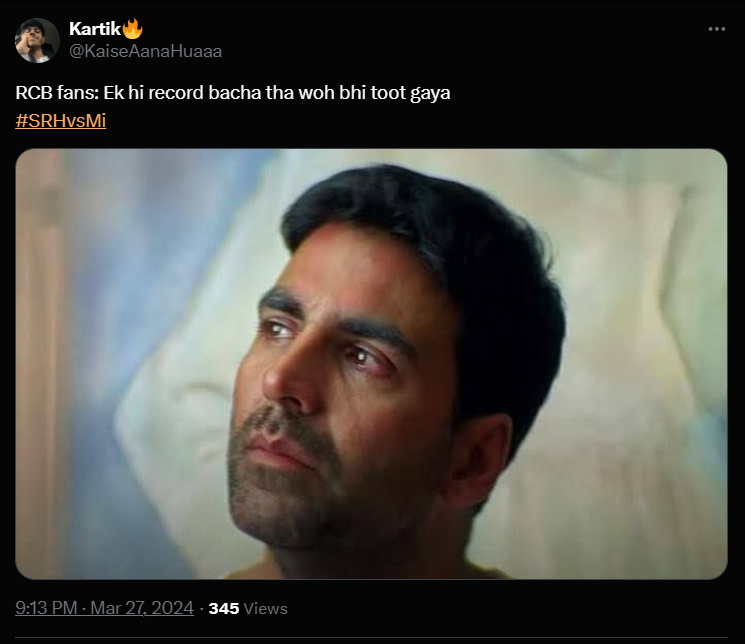 Kartik🔥
@KaiseAanaHuaaa
RCB fans: Ek hi record bacha tha woh bhi toot gaya
#SRHvsMi
9:13 PM · Mar 27, 2024 · 345 Views